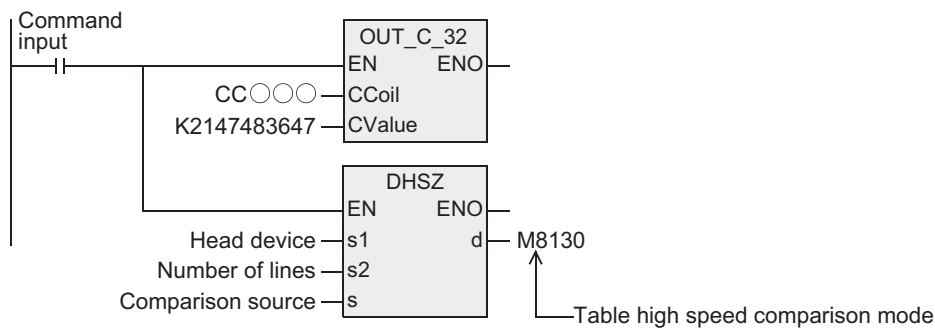 Command
input
OUT_C_32
EN ENO
CC○○○ CCoil
K2147483647 CValue
DHSZ
EN ENO
Head device s1 d M8130
Number of lines s2
Comparison source s
Table high speed comparison mode